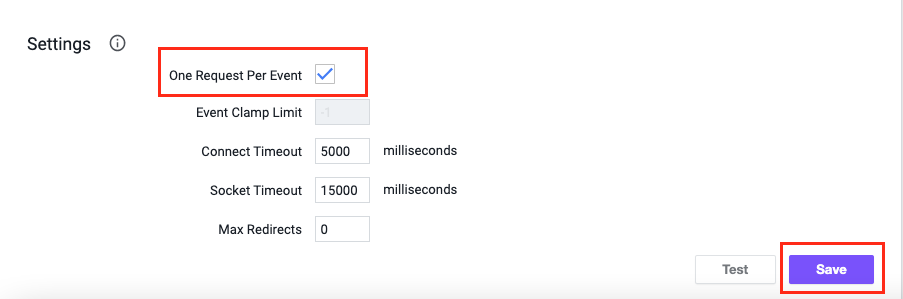 Settings
One Request Per Event
Event Clamp Limit -1
Connect Timeout 5000 milliseconds
Socket Timeout 15000 milliseconds
Max Redirects 0
Test Save